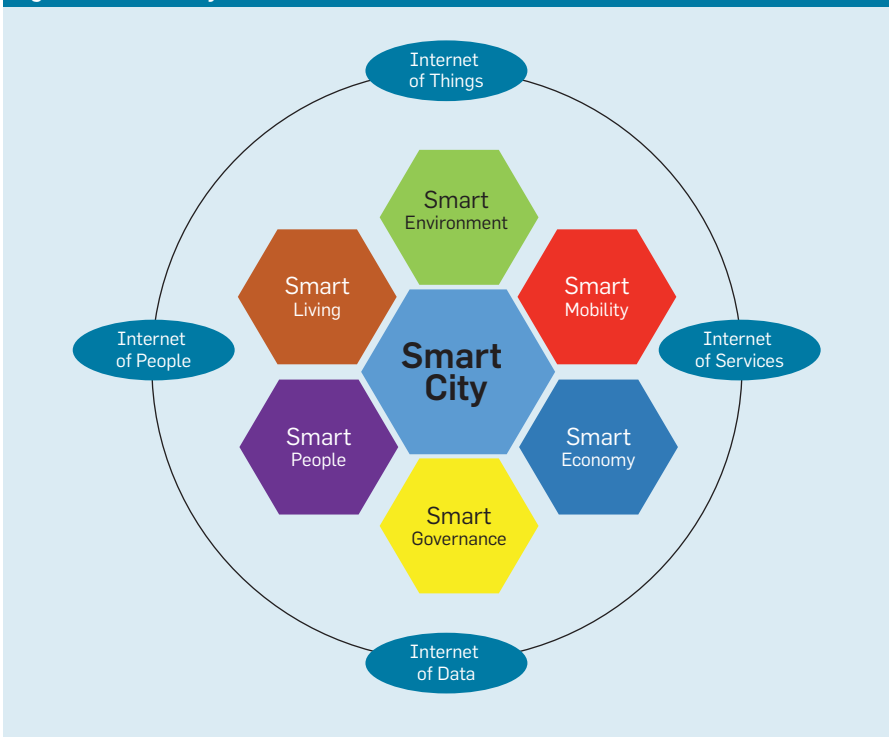 Internet
of Things
Smart
Environment
Smart
Living
Smart
Mobility
Internet
of People
Smart
City
Internet
of Services
Smart
People
Smart
Economy
Smart
Governance
Internet
of Data